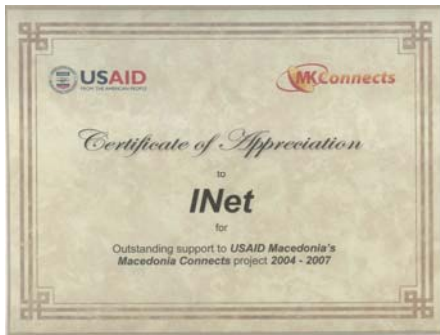 USAID
FROM THE AMERICAN PEOPLE
MKConnects
Certificate of Appreciation
to
INet
for
Outstanding support to USAID Macedonia's
Macedonia Connects project 2004 - 2007